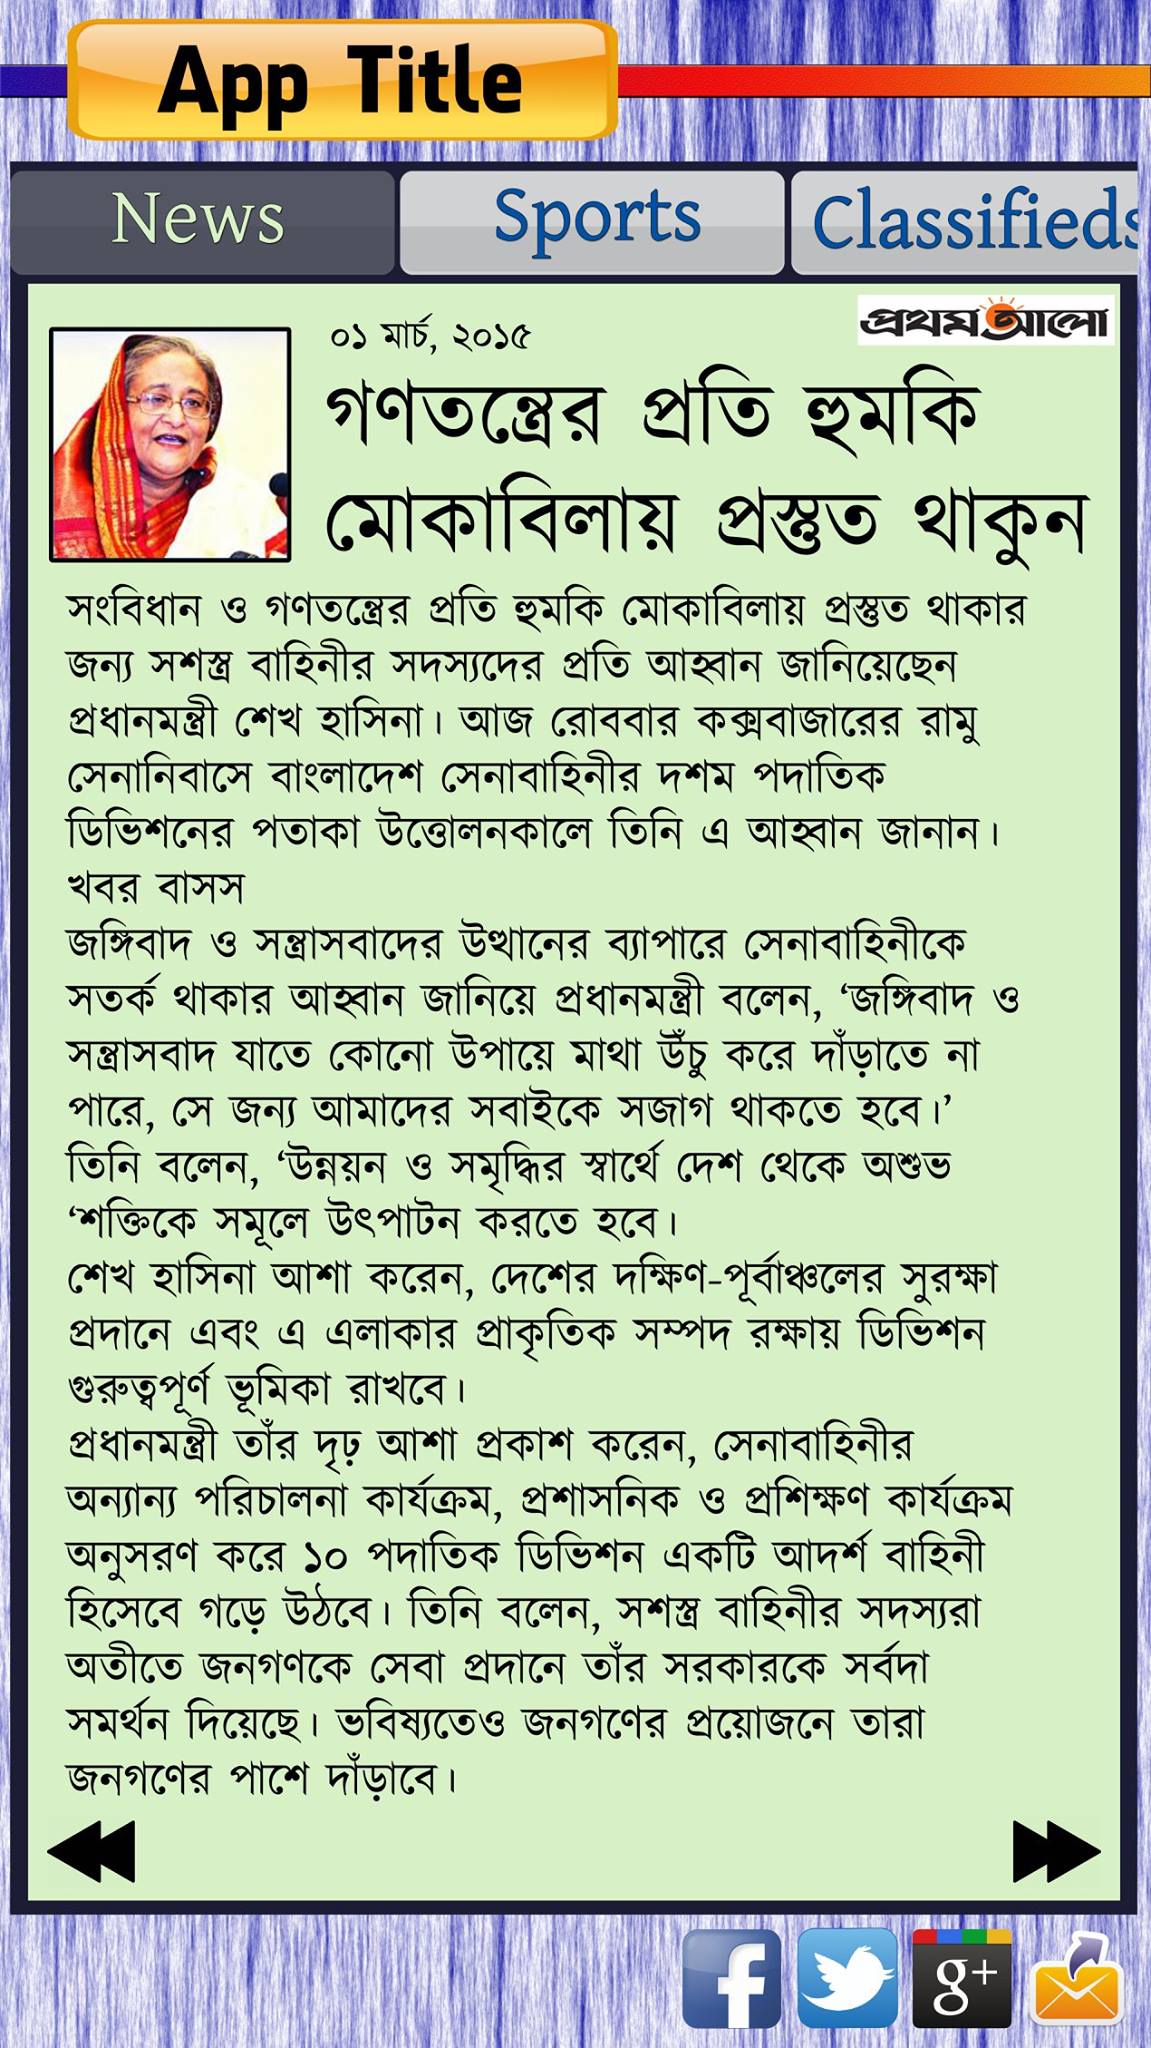 App Title
News
Sports
Classifieds
প্রথম আলো
০১ মার্চ, ২০১৫
গণতন্ত্রের প্রতি হুমকি
মোকাবিলায় প্রস্তুত থাকুন
সংবিধান ও গণতন্ত্রের প্রতি হুমকি মোকাবিলায় প্রস্তুত থাকার
জন্য সশস্ত্র বাহিনীর সদস্যদের প্রতি আহ্বান জানিয়েছেন
প্রধানমন্ত্রী শেখ হাসিনা। আজ রোববার কক্সবাজারের রামু
সেনানিবাসে বাংলাদেশ সেনাবাহিনীর দশম পদাতিক
ডিভিশনের পতাকা উত্তোলনকালে তিনি এ আহ্বান জানান।
খবর বাসস
জঙ্গিবাদ ও সন্ত্রাসবাদের উত্থানের ব্যাপারে সেনাবাহিনীকে
সতর্ক থাকার আহ্বান জানিয়ে প্রধানমন্ত্রী বলেন, ‘জঙ্গিবাদ ও
সন্ত্রাসবাদ যাতে কোনো উপায়ে মাথা উঁচু করে দাঁড়াতে না
পারে, সে জন্য আমাদের সবাইকে সজাগ থাকতে হবে।’
তিনি বলেন, ‘উন্নয়ন ও সমৃদ্ধির স্বার্থে দেশ থেকে অশুভ
‘শক্তিকে সমূলে উৎপাটন করতে হবে।
শেখ হাসিনা আশা করেন, দেশের দক্ষিণ-পূর্বাঞ্চলের সুরক্ষা
প্রদানে এবং এ এলাকার প্রাকৃতিক সম্পদ রক্ষায় ডিভিশন
গুরুত্বপূর্ণ ভূমিকা রাখবে।
প্রধানমন্ত্রী তাঁর দৃঢ় আশা প্রকাশ করেন, সেনাবাহিনীর
অন্যান্য পরিচালনা কার্যক্রম, প্রশাসনিক ও প্রশিক্ষণ কার্যক্রম
অনুসরণ করে ১০ পদাতিক ডিভিশন একটি আদর্শ বাহিনী
হিসেবে গড়ে উঠবে। তিনি বলেন, সশস্ত্র বাহিনীর সদস্যরা
অতীতে জনগণকে সেবা প্রদানে তাঁর সরকারকে সর্বদা
সমর্থন দিয়েছে। ভবিষ্যতেও জনগণের প্রয়োজনে তারা
জনগণের পাশে দাঁড়াবে।
f
g+